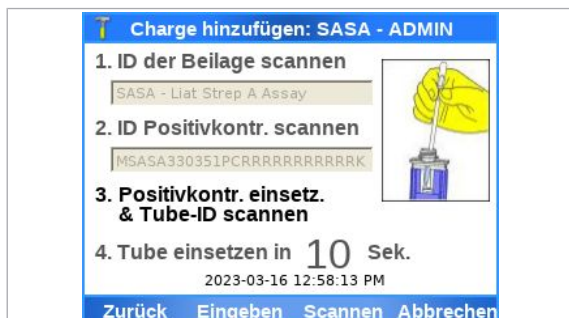 Charge hinzufügen: SASA - ADMIN
1. ID der Beilage scannen
SASA - Liat Strep A Assay
2. ID Positivkontr. scannen
MSASA330351PCRRRRRRRRRRRK
3. Positivkontr. einsetz.
& Tube-ID scannen
4. Tube einsetzen in 10 Sek.
2023-03-16 12:58:13 PM
Zurück Eingeben Scannen Abbrechen